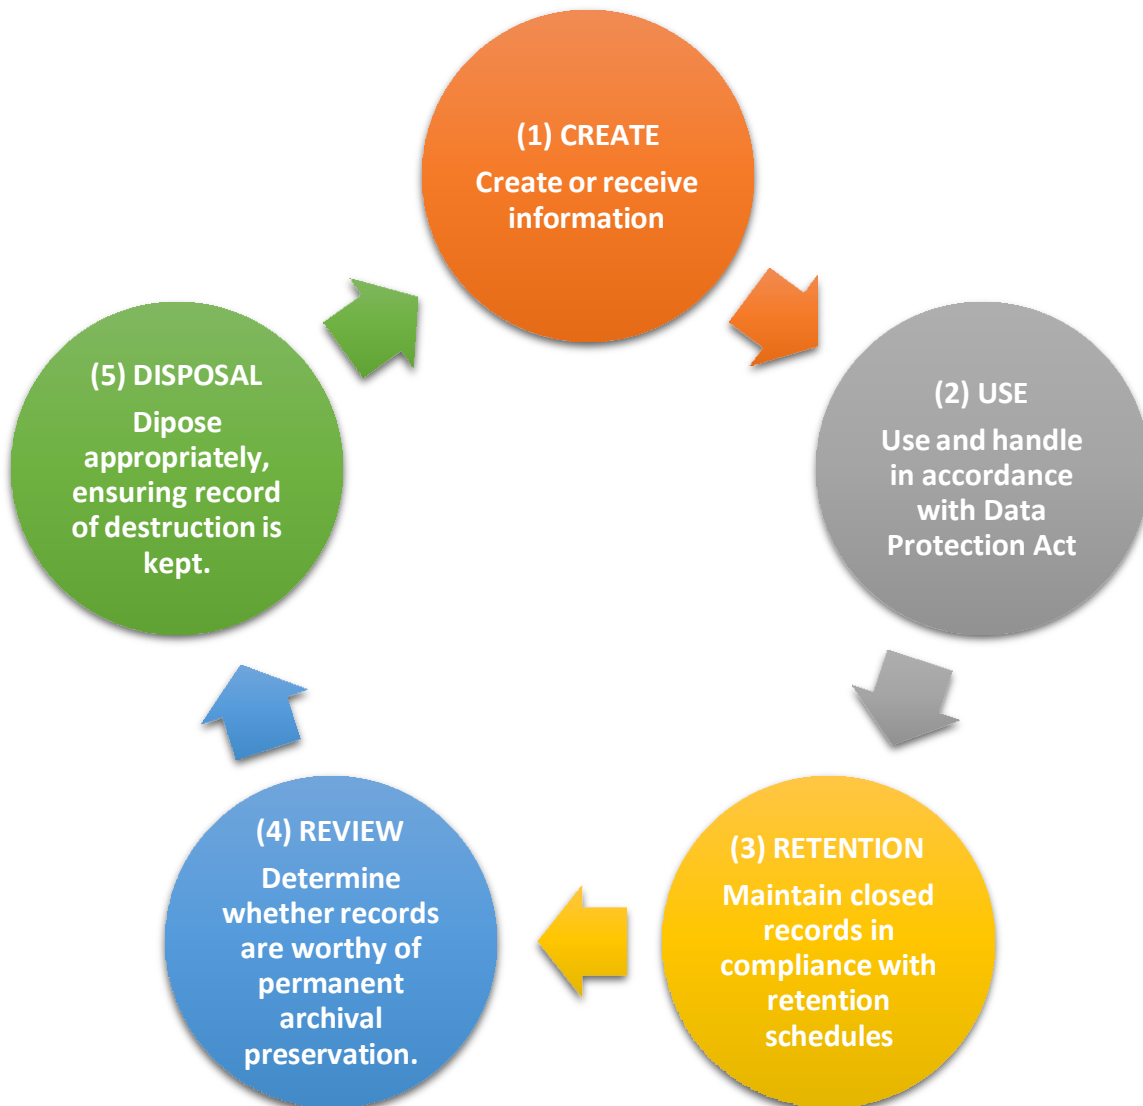 (1) CREATE
Create or receive
information
(2) USE
Use and handle
in accordance
with Data
Protection Act
(3) RETENTION
Maintain closed
records in
compliance with
retention
schedules
(4) REVIEW
Determine
whether records
are worthy of
permanent
archival
preservation.
(5) DISPOSAL
Dipose
appropriately,
ensuring record
of destruction is
kept.